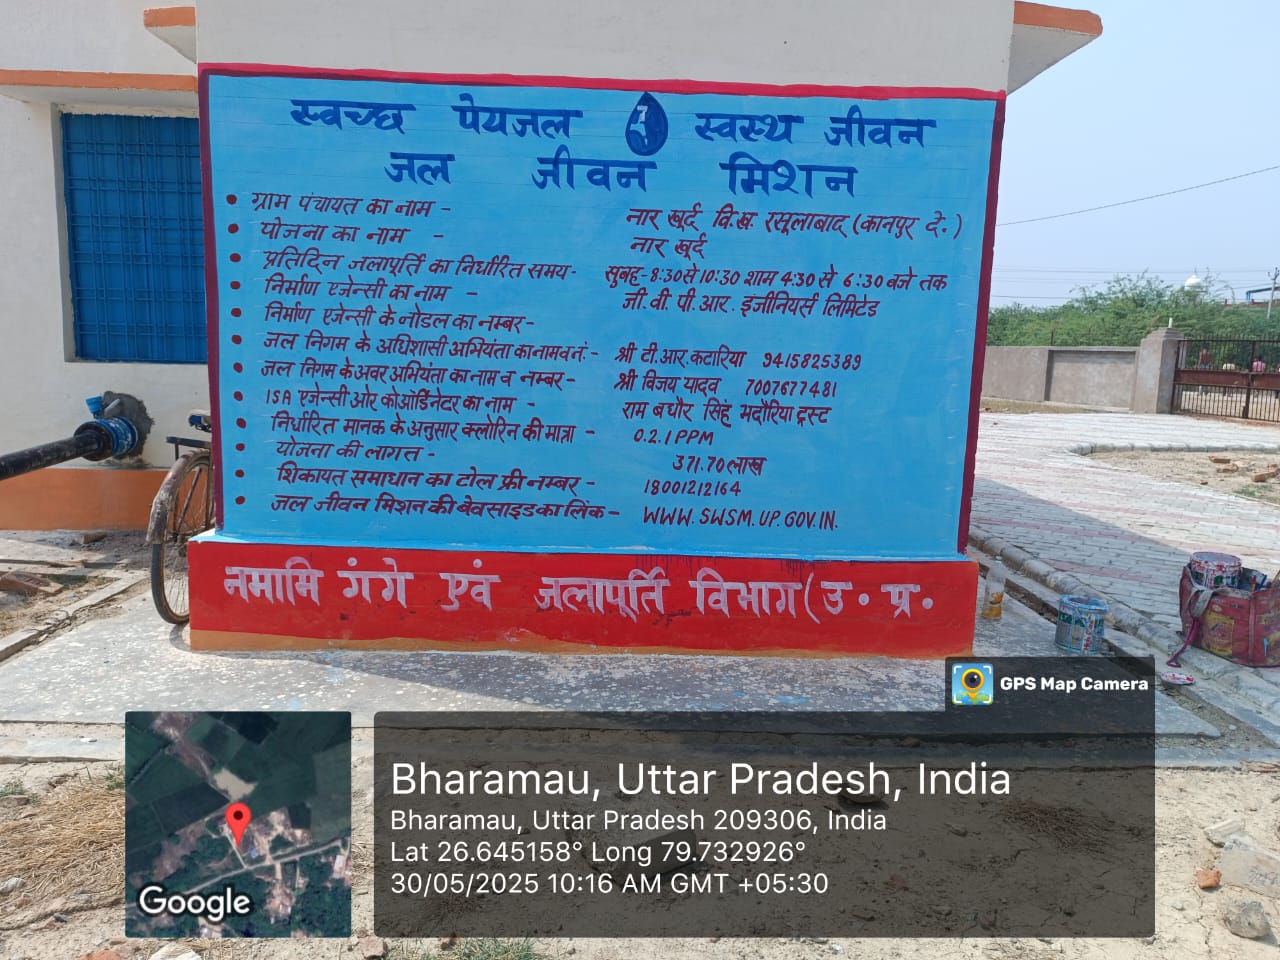 स्वच्छ पेयजल 7 स्वस्थ जीवन
जल जीवन मिशन
• ग्राम पंचायत का नाम - नार खुर्द वि.ख. रसूलाबाद (कानपुर दे.)
• योजना का नाम - नार खुर्द
• प्रतिदिन जलापूर्ति का निर्धारित समय- सुबह- 8:30 से 10:30 शाम 4:30 से 6:30 बजे तक
• निर्माण एजेन्सी का नाम - जी. वी. पी. आर. इंजीनियर्स लिमिटेड
• निर्माण एजेन्सी के नोडल का नम्बर-
• जल निगम के अधिशासी अभियंता का नाम व नं:- श्री टी.आर.कटारिया 9415825389
• जल निगम के अवर अभियंता का नाम व नम्बर- श्री विजय यादव 7007677481
• ISA एजेन्सी ओर कोऑर्डिनेटर का नाम - राम बघौर सिंह भदौरिया ट्रस्ट
• निर्धारित मानक के अनुसार क्लोरिन की मात्रा - 0.2.1 PPM
• योजना की लागत - 371.70 लाख
• शिकायत समाधान का टोल फ्री नम्बर- 18001212164
• जल जीवन मिशन की बेवसाइड का लिंक- WWW.SWSM.UP.GOV.IN.
नमामि गंगे एवं जलापूर्ति विभाग (उ. प्र.
GPS Map Camera
Bharamau, Uttar Pradesh, India
Bharamau, Uttar Pradesh 209306, India
Lat 26.645158° Long 79.732926°
30/05/2025 10:16 AM GMT +05:30
Google